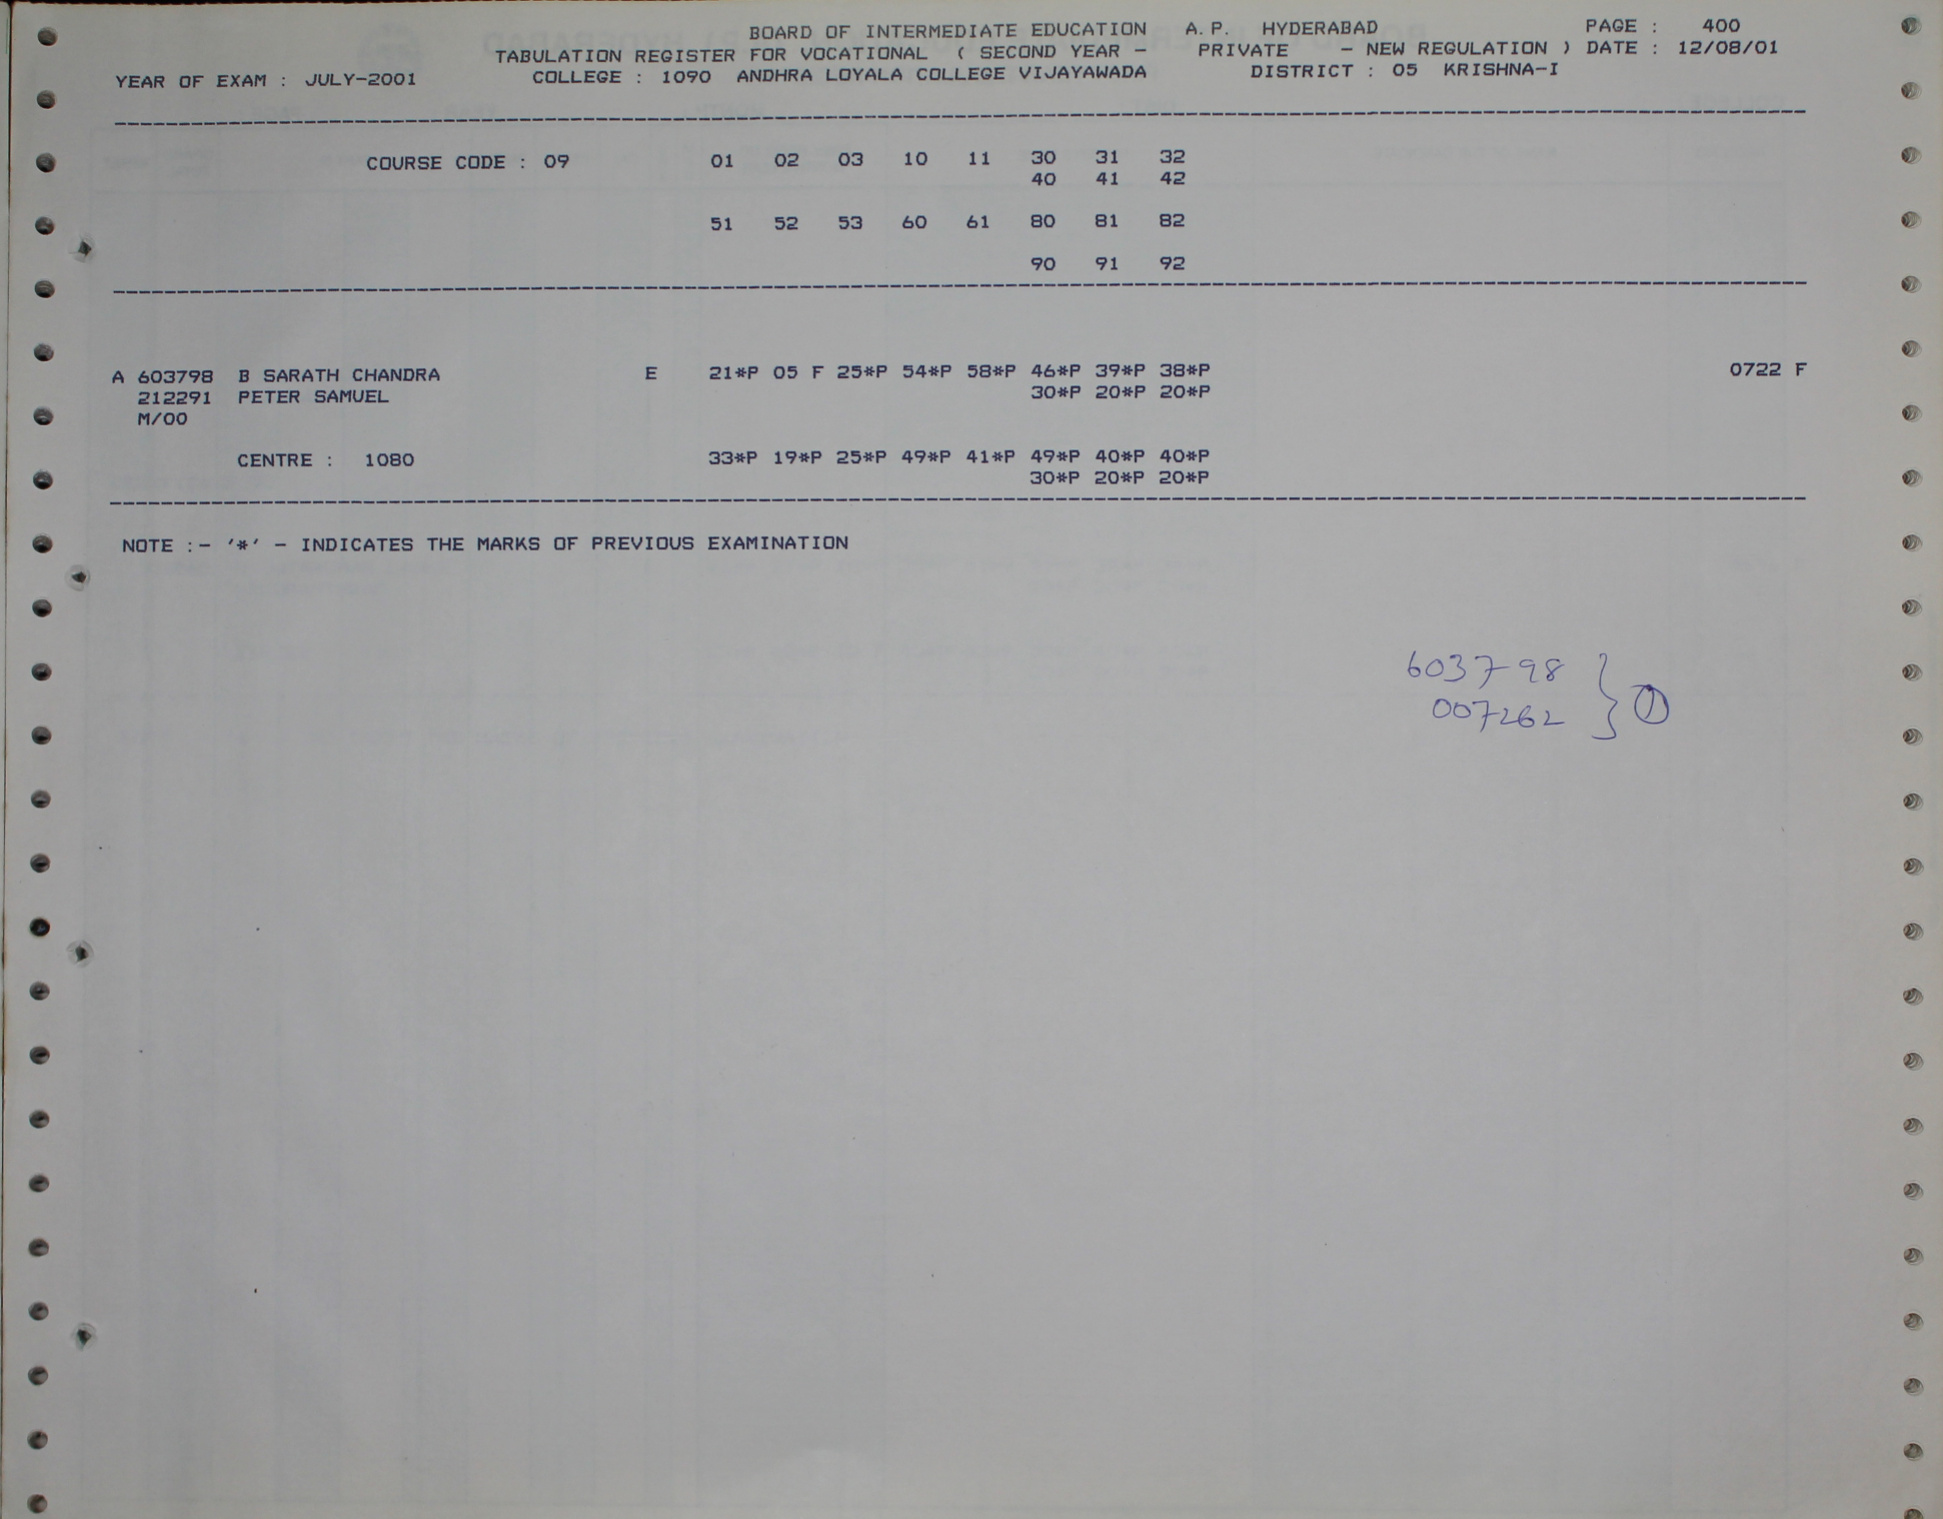 BOARD OF INTERMEDIATE EDUCATION A.P. HYDERABAD PAGE : 400
TABULATION REGISTER FOR VOCATIONAL ( SECOND YEAR - PRIVATE - NEW REGULATION ) DATE : 12/08/01
YEAR OF EXAM : JULY-2001 COLLEGE : 1090 ANDHRA LOYALA COLLEGE VIJAYAWADA DISTRICT : 05 KRISHNA-I
COURSE CODE : 09 01 02 03 10 11 30 31 32
40 41 42
51 52 53 60 61 80 81 82
90 91 92
A 603798 B SARATH CHANDRA E 21*P 05 F 25*P 54*P 58*P 46*P 39*P 38*P 0722 F
212291 PETER SAMUEL 30*P 20*P 20*P
M/00
CENTRE : 1080 33*P 19*P 25*P 49*P 41*P 49*P 40*P 40*P
30*P 20*P 20*P
NOTE :- '*' - INDICATES THE MARKS OF PREVIOUS EXAMINATION
603798
007262 } 1